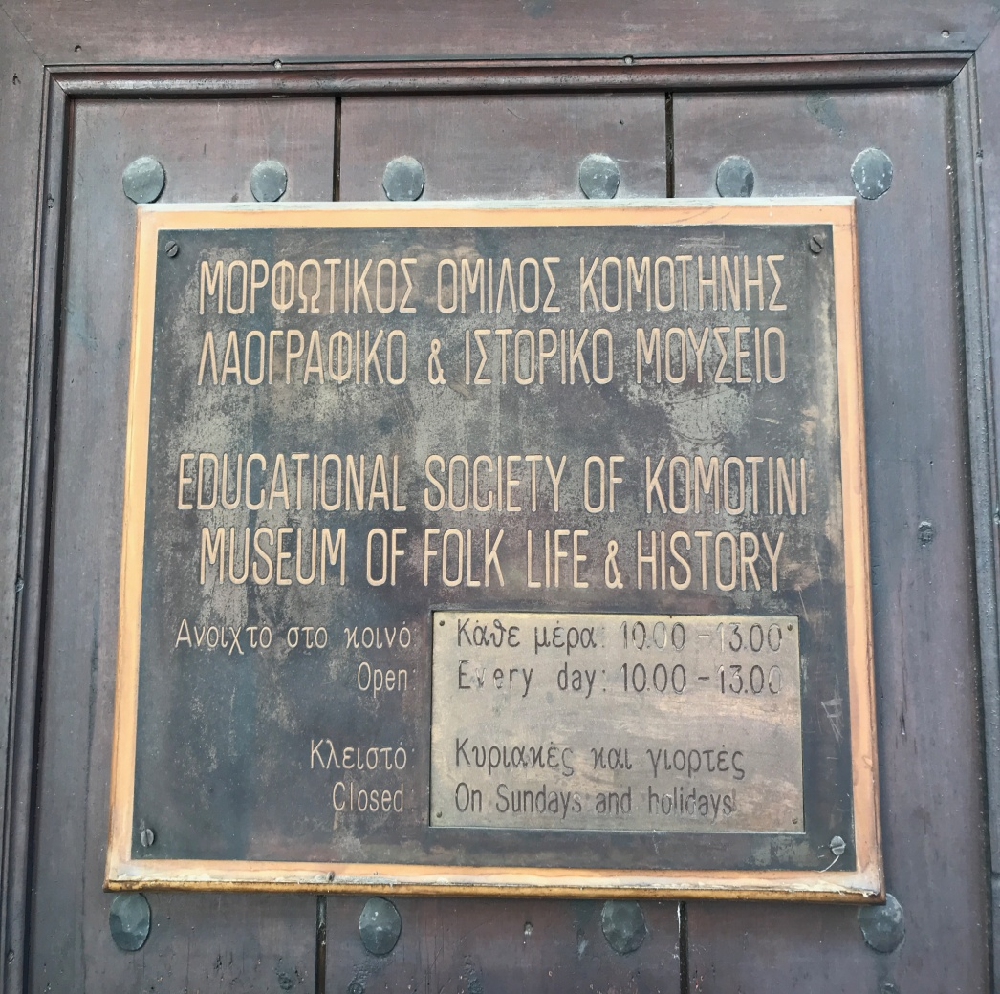 ΜΟΡΦΩΤΙΚΟΣ ΟΜΙΛΟΣ ΚΟΜΟΤΗΝΗΣ
ΛΑΟΓΡΑΦΙΚΟ & ΙΣΤΟΡΙΚΟ ΜΟΥΣΕΙΟ
EDUCATIONAL SOCIETY OF KOMOTINI
MUSEUM OF FOLK LIFE & HISTORY
Ανοιχτό στο κοινό: Κάθε μέρα: 10.00 - 13.00
Open: Every day: 10.00 - 13.00
Κλειστό: Κυριακές και γιορτές
Closed On Sundays and holidays